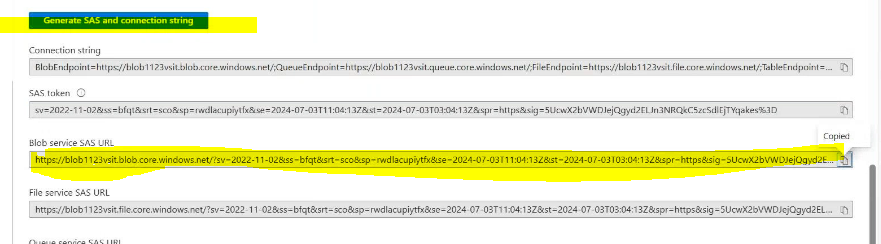 Generate SAS and connection string
Connection string
BlobEndpoint=https://blob1123vsit.blob.core.windows.net/;QueueEndpoint=https://blob1123vsit.queue.core.windows.net/;FileEndpoint=https://blob1123vsit.file.core.windows.net/;TableEndpoint=...
SAS token
sv=2022-11-02&ss=bfqt&srt=sco&sp=rwdlacupiytfx&se=2024-07-03T11:04:13Z&st=2024-07-03T03:04:13Z&spr=https&sig=5UcwX2bVWDJejQgyd2ELJn3NRQkC5zcSdlEjTYqakes%3D
Copied
Blob service SAS URL
https://blob1123vsit.blob.core.windows.net/?sv=2022-11-02&ss=bfqt&srt=sco&sp=rwdlacupiytfx&se=2024-07-03T11:04:13Z&st=2024-07-03T03:04:13Z&spr=https&sig=5UcwX2bVWDJejQgyd2E...
File service SAS URL
https://blob1123vsit.file.core.windows.net/?sv=2022-11-02&ss=bfqt&srt=sco&sp=rwdlacupiytfx&se=2024-07-03T11:04:13Z&st=2024-07-03T03:04:13Z&spr=https&sig=5UcwX2bVWDJejQgyd2EL...
Queue service SAS URL